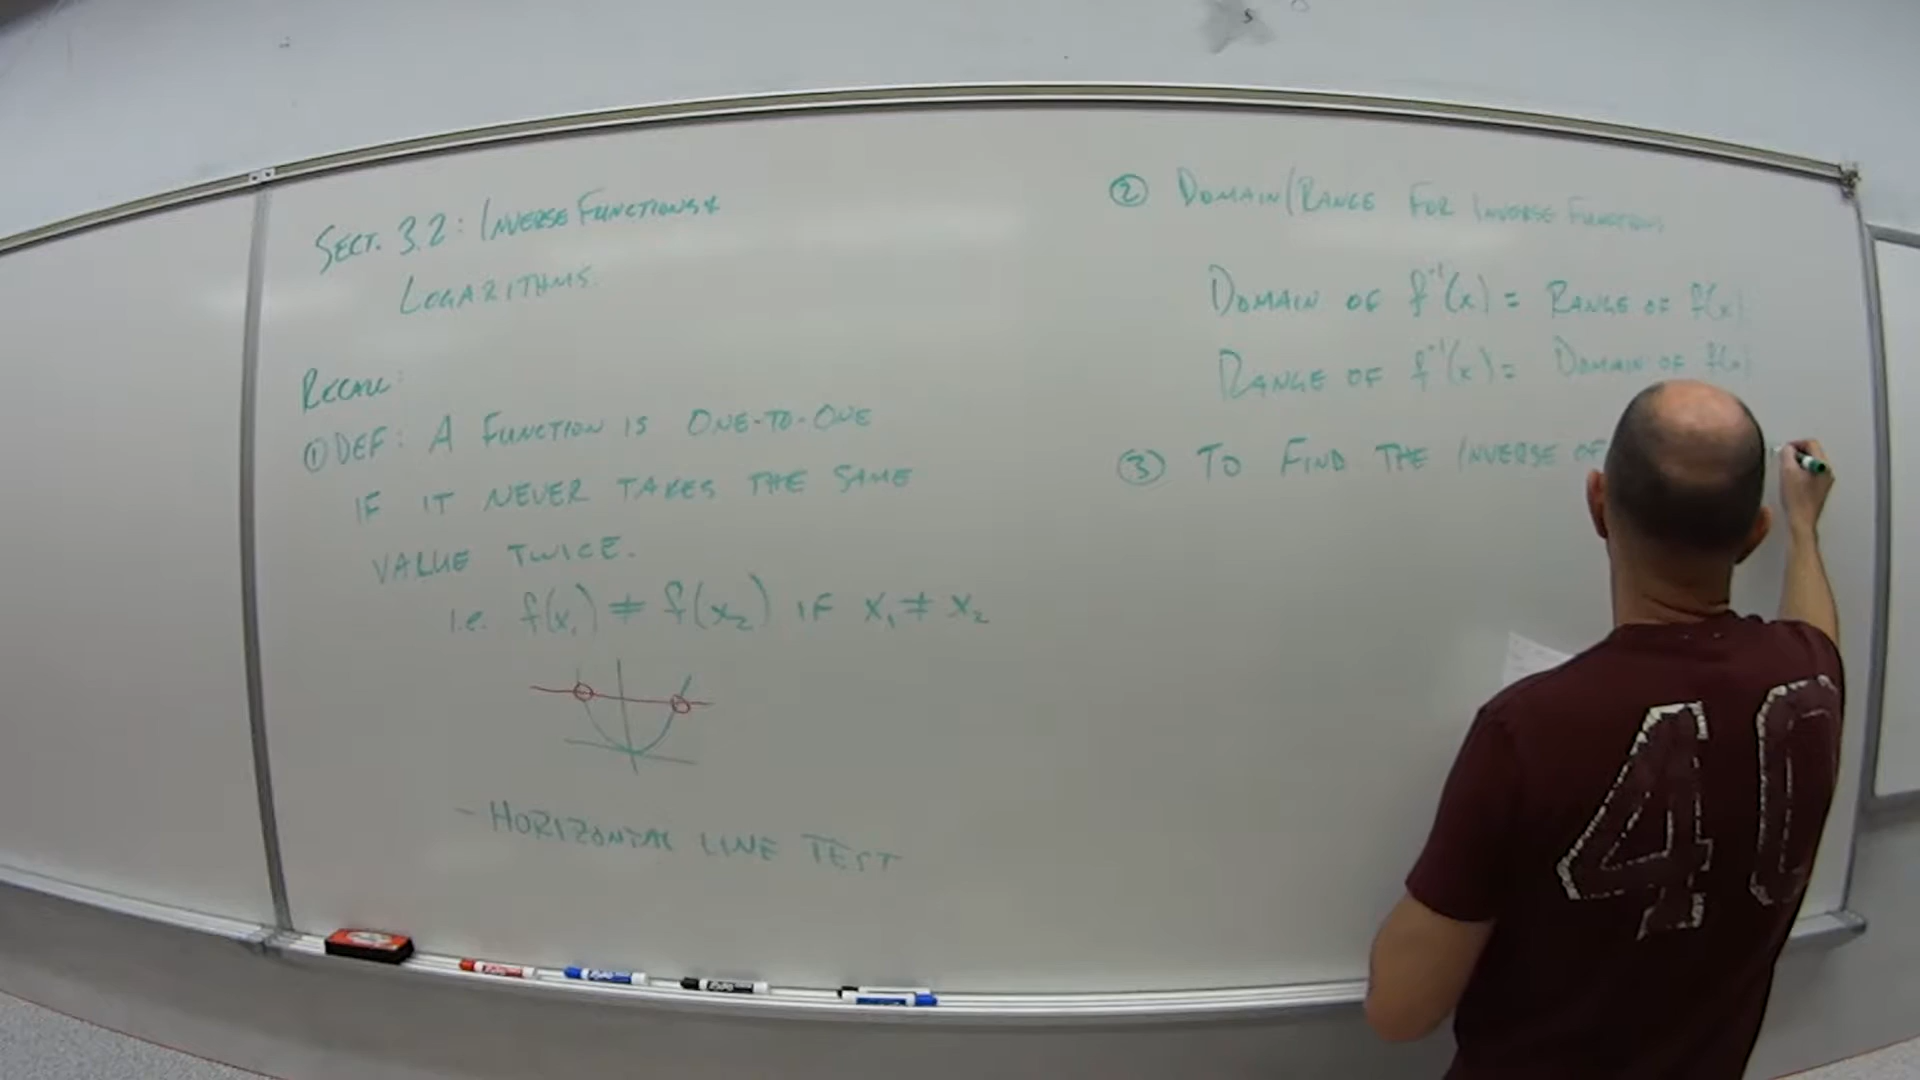 SECT. 3.2: INVERSE FUNCTIONS &
LOGARITHMS.
RECALL:
① DEF: A FUNCTION IS ONE-TO-ONE
IF IT NEVER TAKES THE SAME
VALUE TWICE.
i.e. f(x₁) ≠ f(x₂) IF x₁ ≠ x₂
- HORIZONTAL LINE TEST
② DOMAIN/RANGE FOR INVERSE FUNCTIONS
DOMAIN OF f⁻¹(x) = RANGE OF f(x)
RANGE OF f⁻¹(x) = DOMAIN OF f(x)
③ TO FIND THE INVERSE OF
40